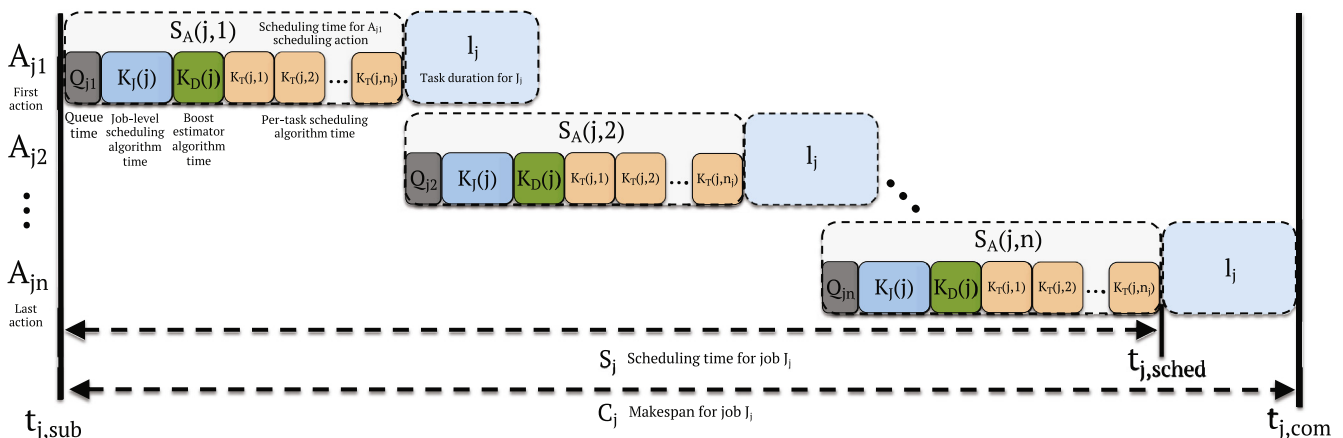 S_A(j,1) Scheduling time for A_j1
scheduling action
A_j1
First
action
Q_j1 K_J(j) K_D(j) K_T(j,1) K_T(j,2) ... K_T(j,n_j)
l_j
Task duration for J_j
Queue
time
Job-level
scheduling
algorithm
time
Boost
estimator
algorithm
time
Per-task scheduling
algorithm time
A_j2
S_A(j,2)
Q_j2 K_J(j) K_D(j) K_T(j,1) K_T(j,2) ... K_T(j,n_j)
l_j
S_A(j,n)
A_jn
Last
action
Q_jn K_J(j) K_D(j) K_T(j,1) K_T(j,2) ... K_T(j,n_j)
l_j
S_j Scheduling time for job J_j
t_j,sched
C_j Makespan for job J_j
t_j,sub
t_j,com